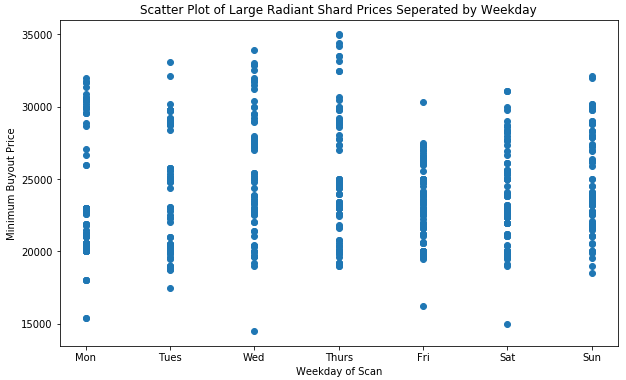 Scatter Plot of Large Radiant Shard Prices Seperated by Weekday
Minimum Buyout Price
35000
30000
25000
20000
15000
Mon Tues Wed Thurs Fri Sat Sun
Weekday of Scan